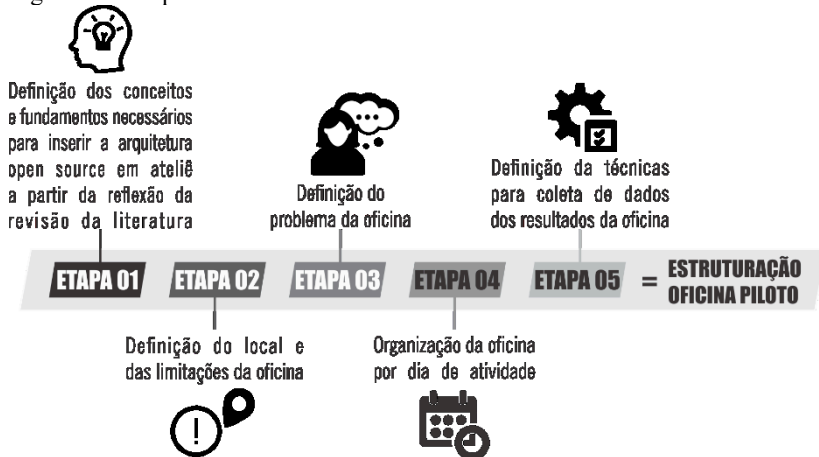 Definição dos conceitos
e fundamentos necessários
para inserir a arquitetura
open source em ateliê
a partir da reflexão da
revisão da literatura
Definição do
problema da oficina
Definição da técnicas
para coleta de dados
dos resultados da oficina
ETAPA 01 ETAPA 02 ETAPA 03 ETAPA 04 ETAPA 05 = ESTRUTURAÇÃO
OFICINA PILOTO
Definição do local e
das limitações da oficina
Organização da oficina
por dia de atividade